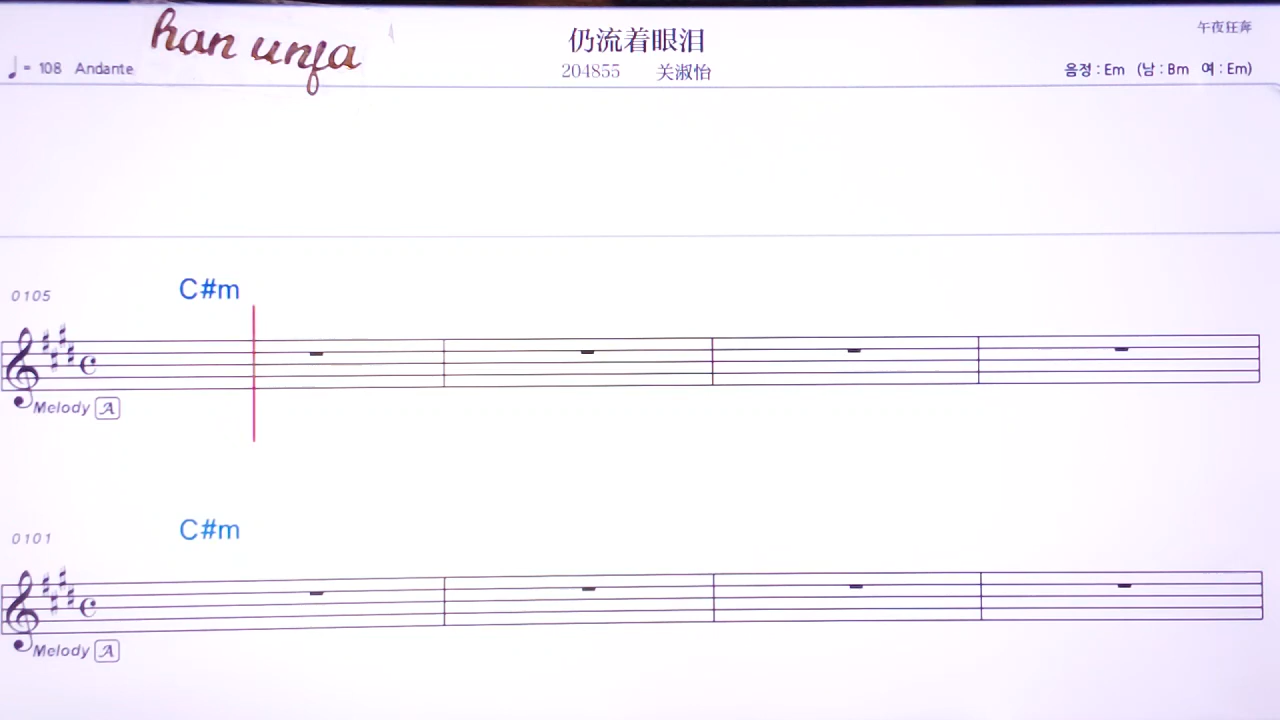 han unja
仍流着眼泪
午夜狂奔
♩= 108 Andante
204855 关淑怡
음정 : Em (남 : Bm 여 : Em)
0105
C#m
Melody A
0101
C#m
Melody A